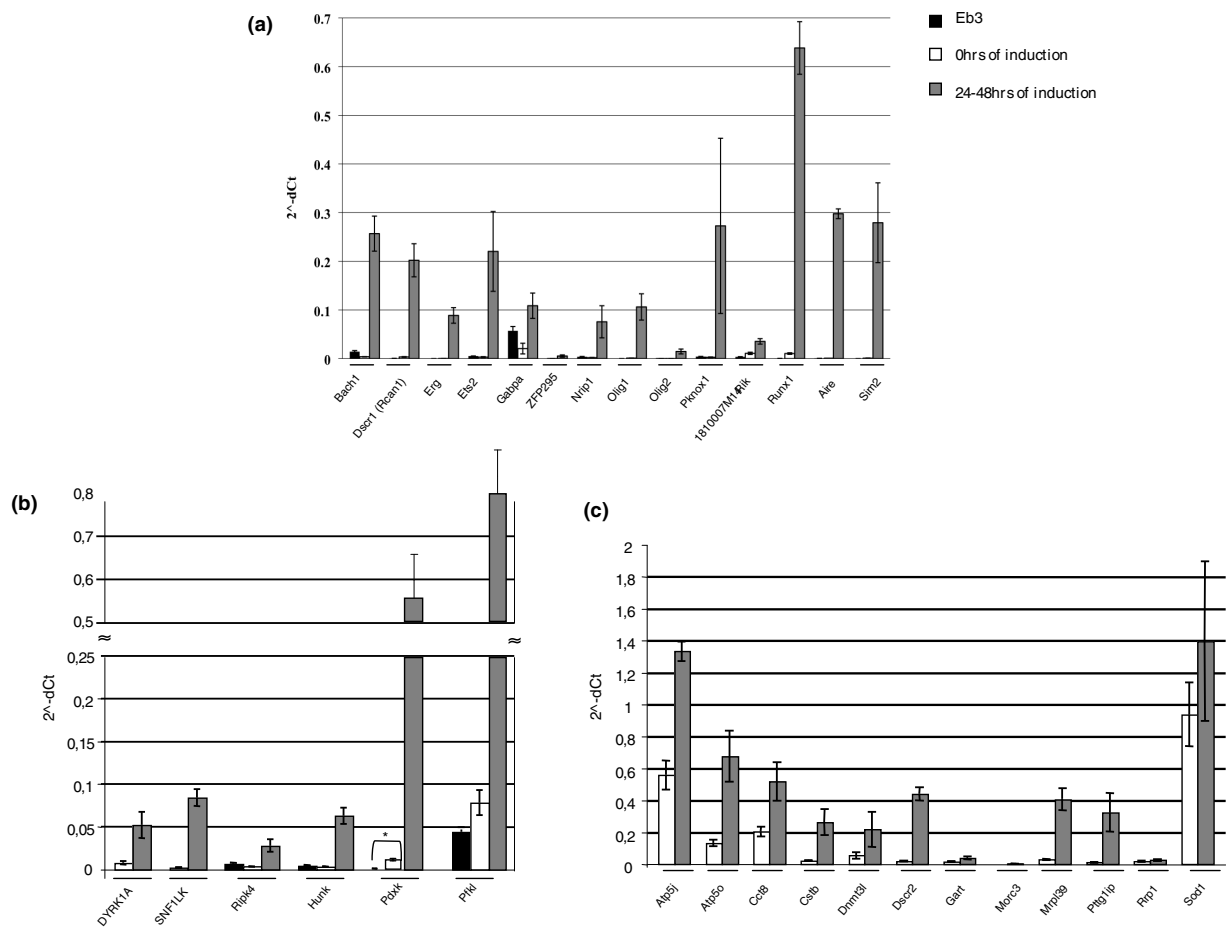 (a)
0.7
0.6
0.5
0.4
0.3
0.2
0.1
0
2^-dCt
Bach1
Dscr1 (Rcan1)
Erg
Ets2
Gabpa
ZFP295
Nrip1
Olig1
Olig2
Pknox1
1810007M14Rik
Runx1
Aire
Sim2
Eb3
0hrs of induction
24-48hrs of induction
(b)
0,8
0,7
0,6
0,5
≈ ≈
0,25
0,2
0,15
0,1
0,05
0
2^-dCt
*
DYRK1A
SNF1LK
Ripk4
Hunk
Pdxk
Pfkl
(c)
2
1,8
1,6
1,4
1,2
1
0,8
0,6
0,4
0,2
0
2^-dCt
Atp5j
Atp5o
Cct8
Cstb
Dnmt3l
Dscr2
Gart
Morc3
Mrpl39
Pttg1ip
Rrp1
Sod1